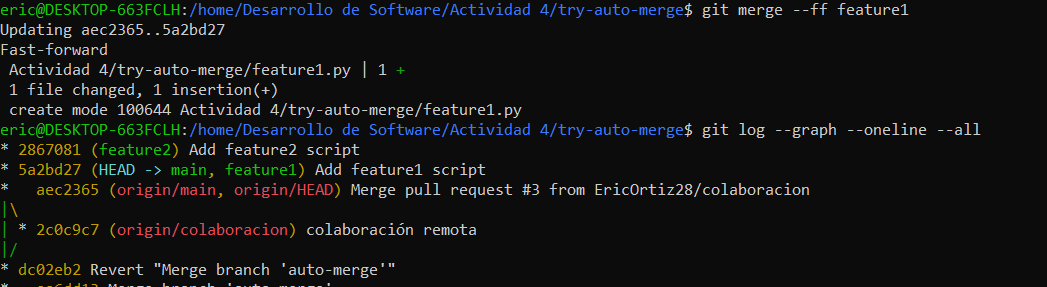 eric@DESKTOP-663FCLH:/home/Desarrollo de Software/Actividad 4/try-auto-merge$ git merge --ff feature1
Updating aec2365..5a2bd27
Fast-forward
 Actividad 4/try-auto-merge/feature1.py | 1 +
 1 file changed, 1 insertion(+)
 create mode 100644 Actividad 4/try-auto-merge/feature1.py
eric@DESKTOP-663FCLH:/home/Desarrollo de Software/Actividad 4/try-auto-merge$ git log --graph --oneline --all
* 2867081 (feature2) Add feature2 script
* 5a2bd27 (HEAD -> main, feature1) Add feature1 script
*   aec2365 (origin/main, origin/HEAD) Merge pull request #3 from EricOrtiz28/colaboracion
|\
| * 2c0c9c7 (origin/colaboracion) colaboración remota
|/
* dc02eb2 Revert "Merge branch 'auto-merge'"